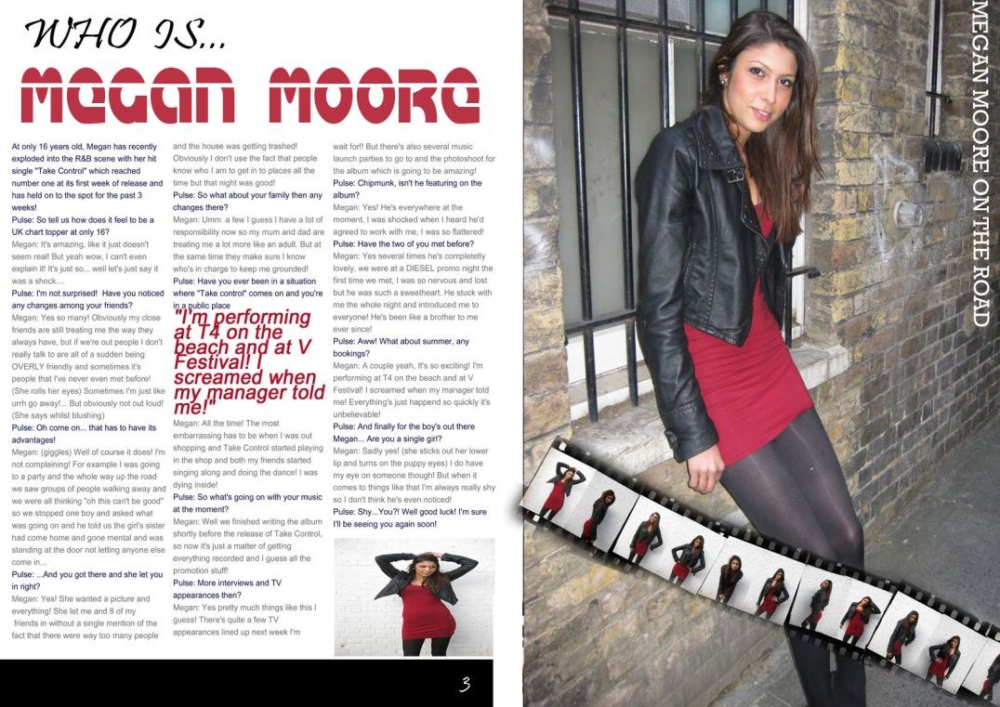 WHO IS...
MEGAN MOORE
At only 16 years old, Megan has recently
exploded into the R&B scene with her hit
single "Take Control" which reached
number one at its first week of release and
has held on to the spot for the past 3
weeks!
Pulse: So tell us how does it feel to be a
UK chart topper at only 16?
Megan: It's amazing, like it just doesn't
seem real! But yeah wow, I can't even
explain it! It's just so... well let's just say it
was a shock....
Pulse: I'm not surprised!  Have you noticed
any changes among your friends?
Megan: Yes so many! Obviously my close
friends are still treating me the way they
always have, but if we're out people I don't
really talk to are all of a sudden being
OVERLY friendly and sometimes it's
people that I've never even met before!
(She rolls her eyes) Sometimes I'm just like
urrh go away!... But obviously not out loud!
(She says whilst blushing)
Pulse: Oh come on... that has to have its
advantages!
Megan: (giggles) Well of course it does! I'm
not complaining! For example I was going
to a party and the whole way up the road
we saw groups of people walking away and
we were all thinking "oh this can't be good"
so we stopped one boy and asked what
was going on and he told us the girl's sister
had come home and gone mental and was
standing at the door not letting anyone else
come in...
Pulse: ...And you got there and she let you
in right?
Megan: Yes! She wanted a picture and
everything! She let me and 8 of my
friends in without a single mention of the
fact that there were way too many people
and the house was getting trashed!
Obviously I don't use the fact that people
know who I am to get in to places all the
time but that night was good!
Pulse: So what about your family then any
changes there?
Megan: Umm  a few I guess I have a lot of
responsibility now so my mum and dad are
treating me a lot more like an adult. But at
the same time they make sure I know
who's in charge to keep me grounded!
Pulse: Have you ever been in a situation
where "Take control" comes on and you're
in a public place
"I'm performing
at T4 on the
beach and at V
Festival! I
screamed when
my manager told
me!"
Megan: All the time! The most
embarrassing has to be when I was out
shopping and Take Control started playing
in the shop and both my friends started
singing along and doing the dance! I was
dying inside!
Pulse: So what's going on with your music
at the moment?
Megan: Well we finished writing the album
shortly before the release of Take Control,
so now it's just a matter of getting
everything recorded and I guess all the
promotion stuff!
Pulse: More interviews and TV
appearances then?
Megan: Yes pretty much things like this I
guess! There's quite a few TV
appearances lined up next week I'm
wait for!! But there's also several music
launch parties to go to and the photoshoot for
the album which is going to be amazing!
Pulse: Chipmunk, isn't he featuring on the
album?
Megan: Yes! He's everywhere at the
moment, I was shocked when I heard he'd
agreed to work with me, I was so flattered!
Pulse: Have the two of you met before?
Megan: Yes several times he's completetly
lovely, we were at a DIESEL promo night the
first time we met, I was so nervous and lost
but he was such a sweetheart. He stuck with
me the whole night and introduced me to
everyone! He's been like a brother to me
ever since!
Pulse: Aww! What about summer, any
bookings?
Megan: A couple yeah, It's so exciting! I'm
performing at T4 on the beach and at V
Festival! I screamed when my manager told
me! Everything's just happend so quickly it's
unbelievable!
Pulse: And finally for the boy's out there
Megan... Are you a single girl?
Megan: Sadly yes! (she sticks out her lower
lip and turns on the puppy eyes) I do have
my eye on someone though! But when it
comes to things like that I'm always really shy
so I don't think he's even noticed!
Pulse: Shy...You?! Well good luck! I'm sure
I'll be seeing you again soon!
3
MEGAN MOORE ON THE ROAD